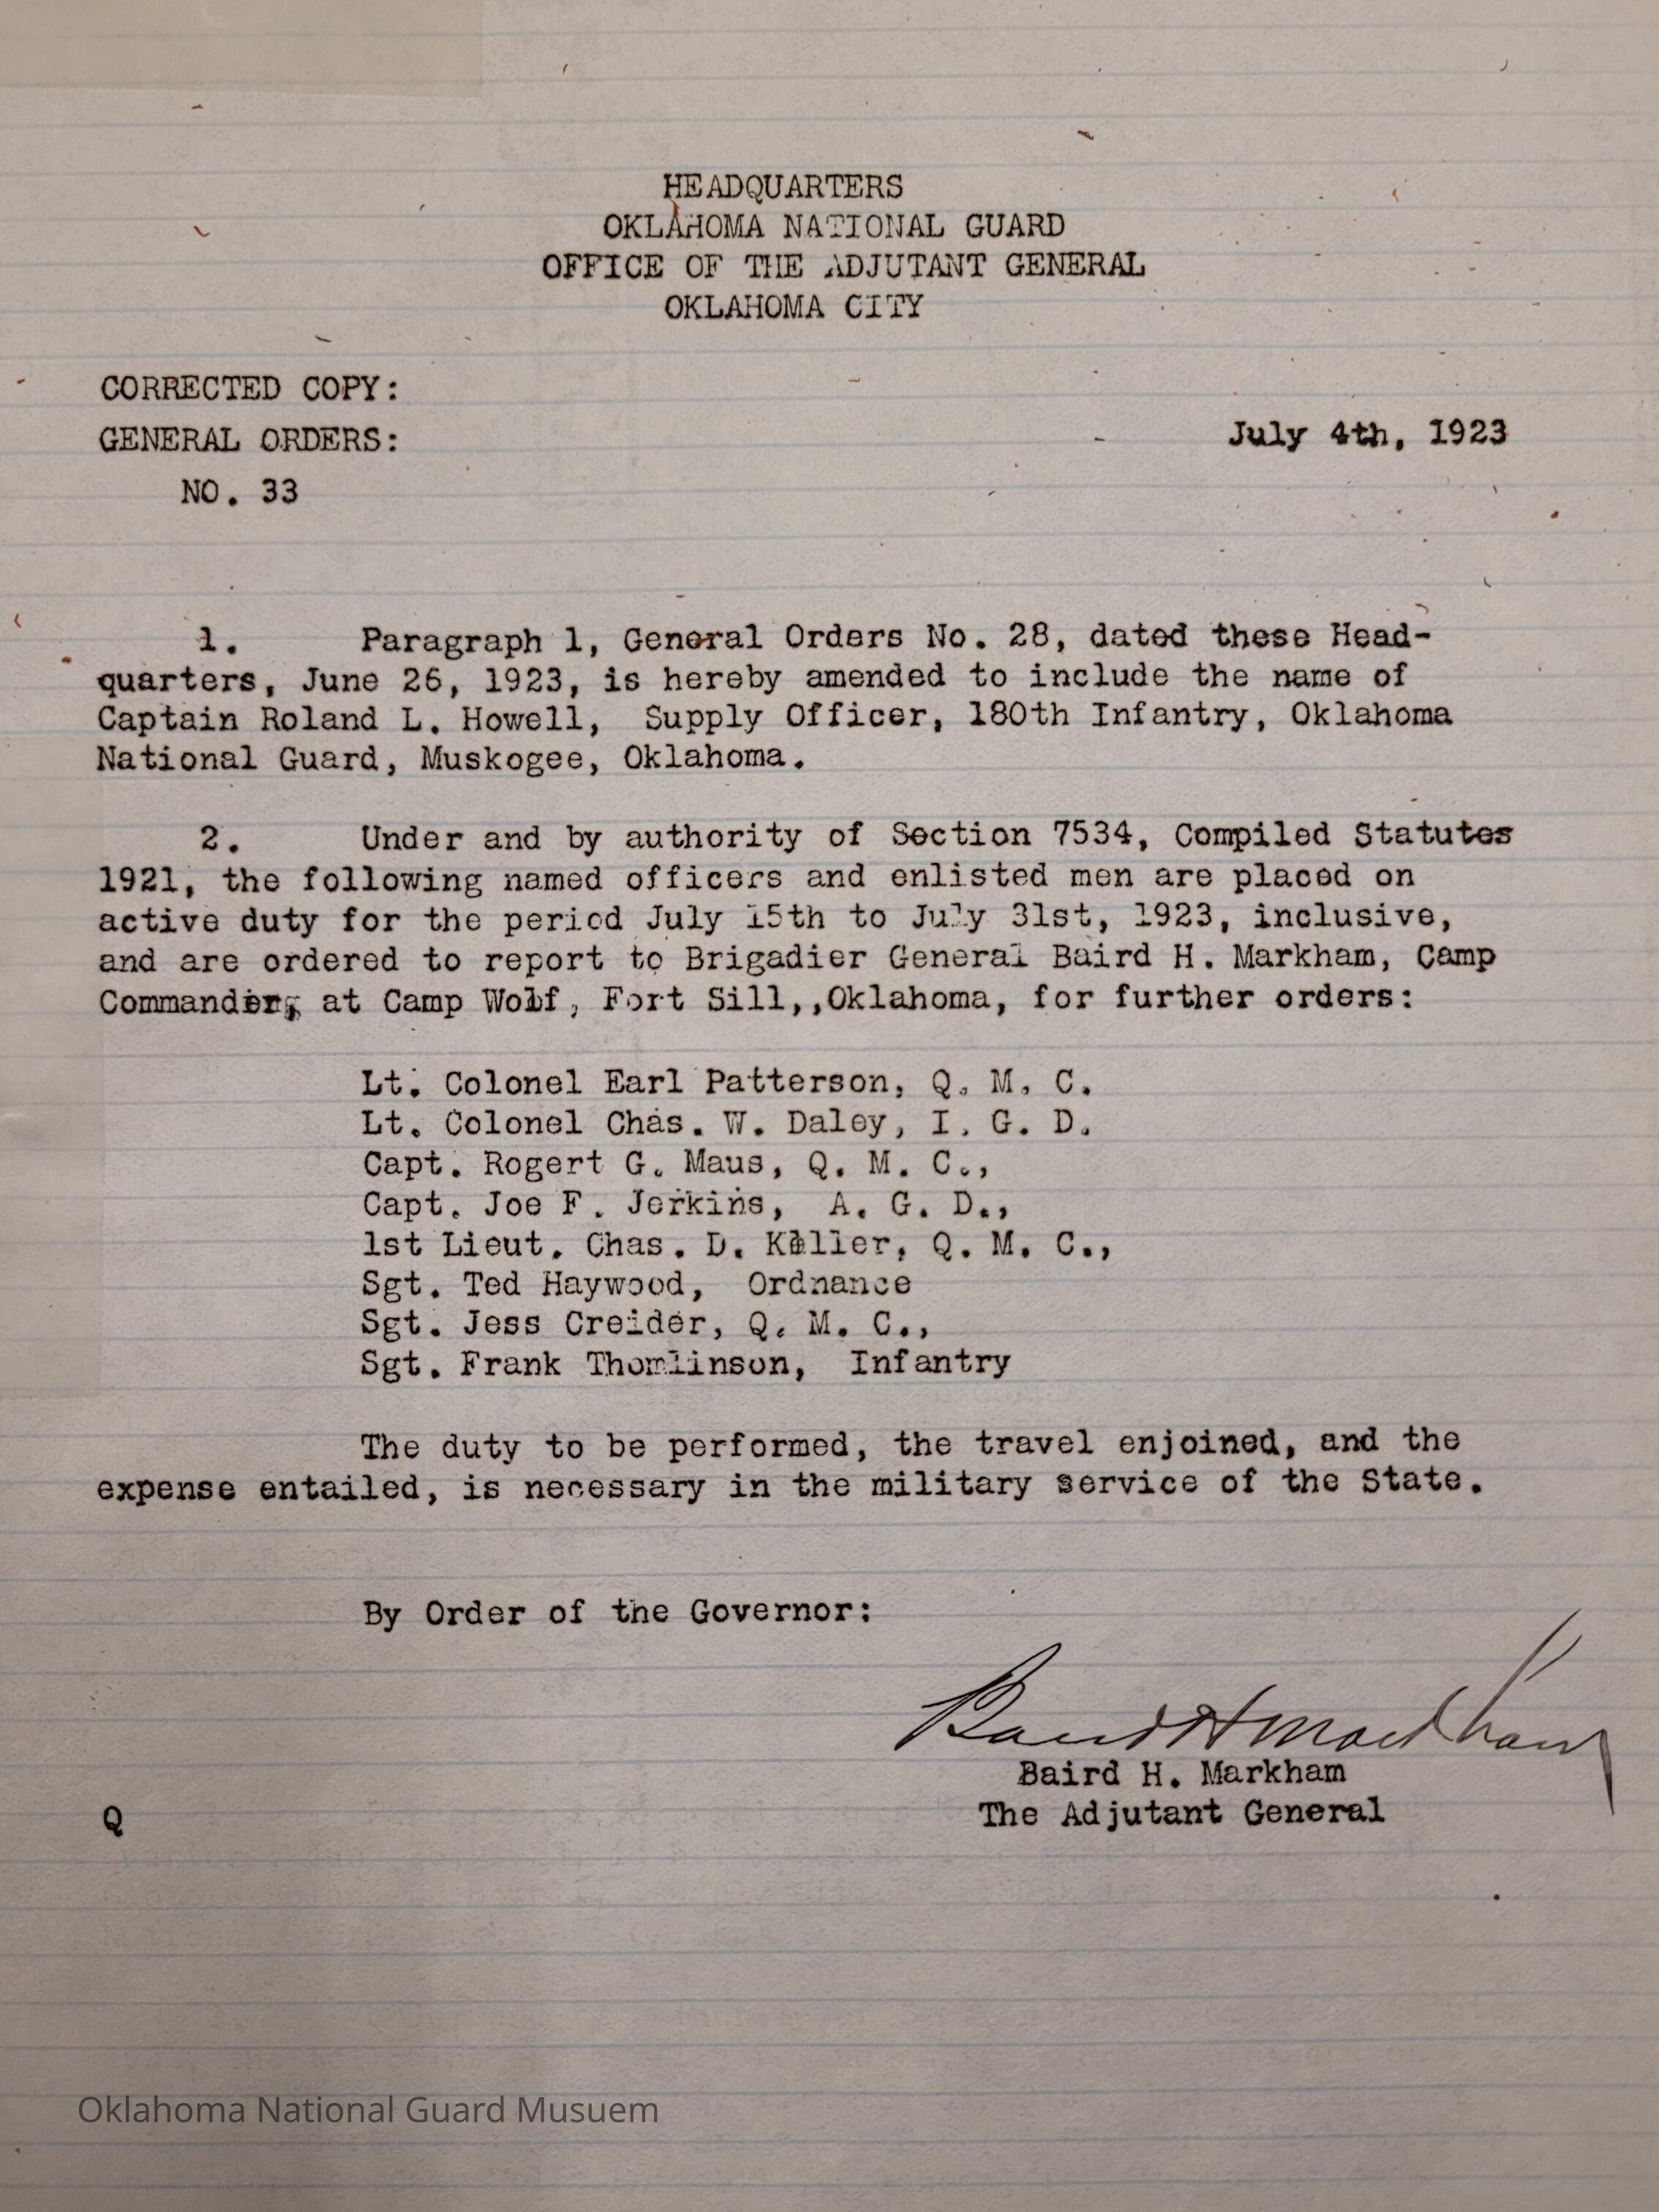 HEADQUARTERS
OKLAHOMA NATIONAL GUARD
OFFICE OF THE ADJUTANT GENERAL
OKLAHOMA CITY
CORRECTED COPY:
GENERAL ORDERS:
July 4th, 1923
NO. 33
1. Paragraph 1, General Orders No. 28, dated these Head-
quarters, June 26, 1923, is hereby amended to include the name of
Captain Roland L. Howell, Supply Officer, 180th Infantry, Oklahoma
National Guard, Muskogee, Oklahoma.
2. Under and by authority of Section 7534, Compiled Statutes
1921, the following named officers and enlisted men are placed on
active duty for the period July 15th to July 31st, 1923, inclusive,
and are ordered to report to Brigadier General Baird H. Markham, Camp
Commander, at Camp Wolf, Fort Sill,,Oklahoma, for further orders:
Lt. Colonel Earl Patterson, Q. M. C.
Lt. Colonel Chas. W. Daley, I. G. D.
Capt. Rogert G. Maus, Q. M. C.,
Capt. Joe F. Jerkins, A. G. D.,
1st Lieut. Chas. D. Keller, Q. M. C.,
Sgt. Ted Haywood, Ordnance
Sgt. Jess Creider, Q. M. C.,
Sgt. Frank Thomlinson, Infantry
The duty to be performed, the travel enjoined, and the
expense entailed, is necessary in the military service of the State.
By Order of the Governor:
Baird H Markham
Baird H. Markham
The Adjutant General
Q
Oklahoma National Guard Musuem